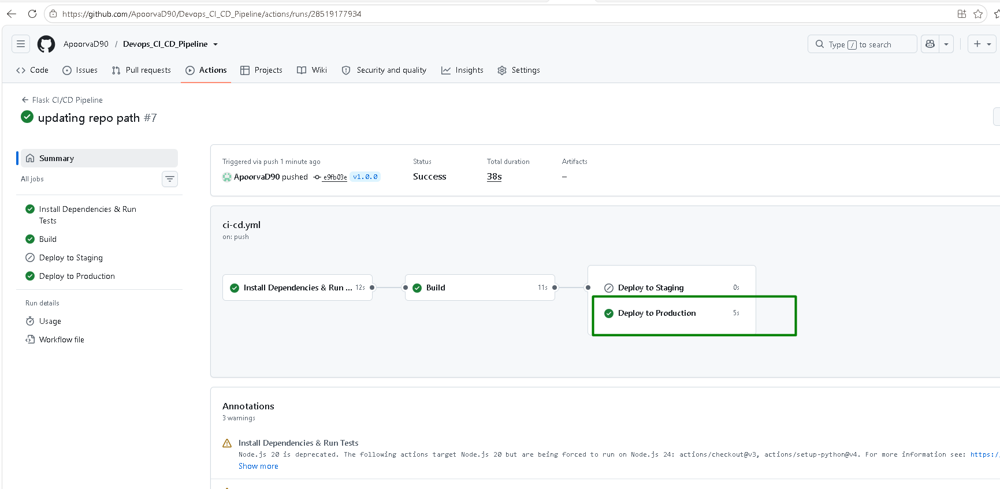 https://github.com/ApoorvaD90/Devops_CI_CD_Pipeline/actions/runs/28519177934
ApoorvaD90 / Devops_CI_CD_Pipeline
Type / to search
Code
Issues
Pull requests
Actions
Projects
Wiki
Security and quality
Insights
Settings
Flask CI/CD Pipeline
updating repo path #7
Summary
All jobs
Install Dependencies & Run
Tests
Build
Deploy to Staging
Deploy to Production
Run details
Usage
Workflow file
Triggered via push 1 minute ago
ApoorvaD90 pushed e9fb03e v1.0.0
Status
Success
Total duration
38s
Artifacts
–
ci-cd.yml
on: push
Install Dependencies & Run ... 12s
Build 11s
Deploy to Staging 0s
Deploy to Production 5s
Annotations
3 warnings
Install Dependencies & Run Tests
Node.js 20 is deprecated. The following actions target Node.js 20 but are being forced to run on Node.js 24: actions/checkout@v3, actions/setup-python@v4. For more information see: https:/
Show more